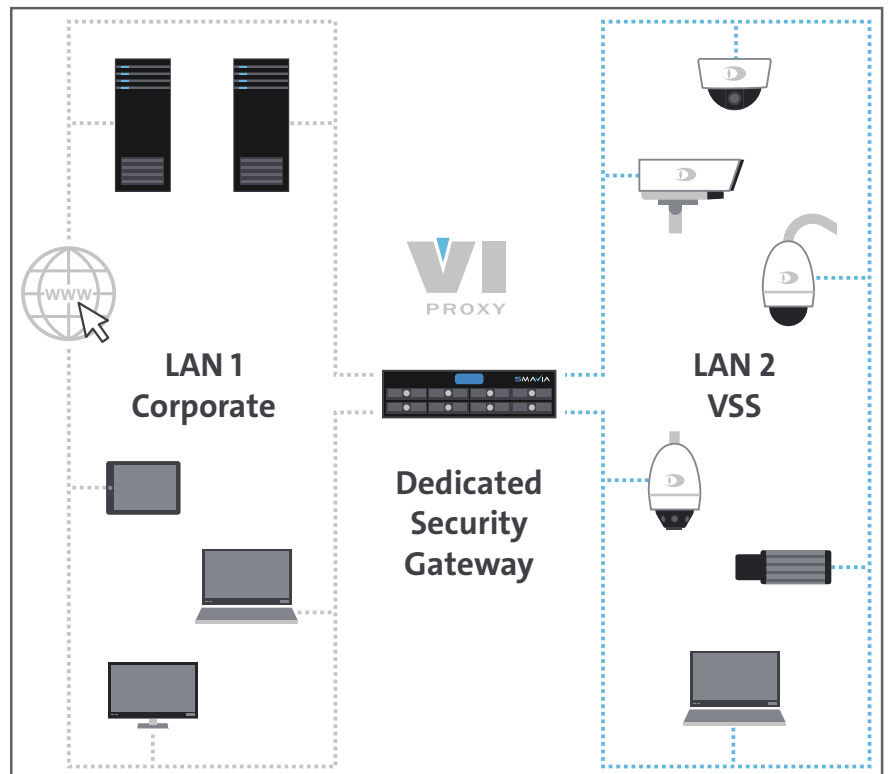 WWW
VI
PROXY
LAN 1
Corporate
SMAVIA
LAN 2
VSS
Dedicated
Security
Gateway